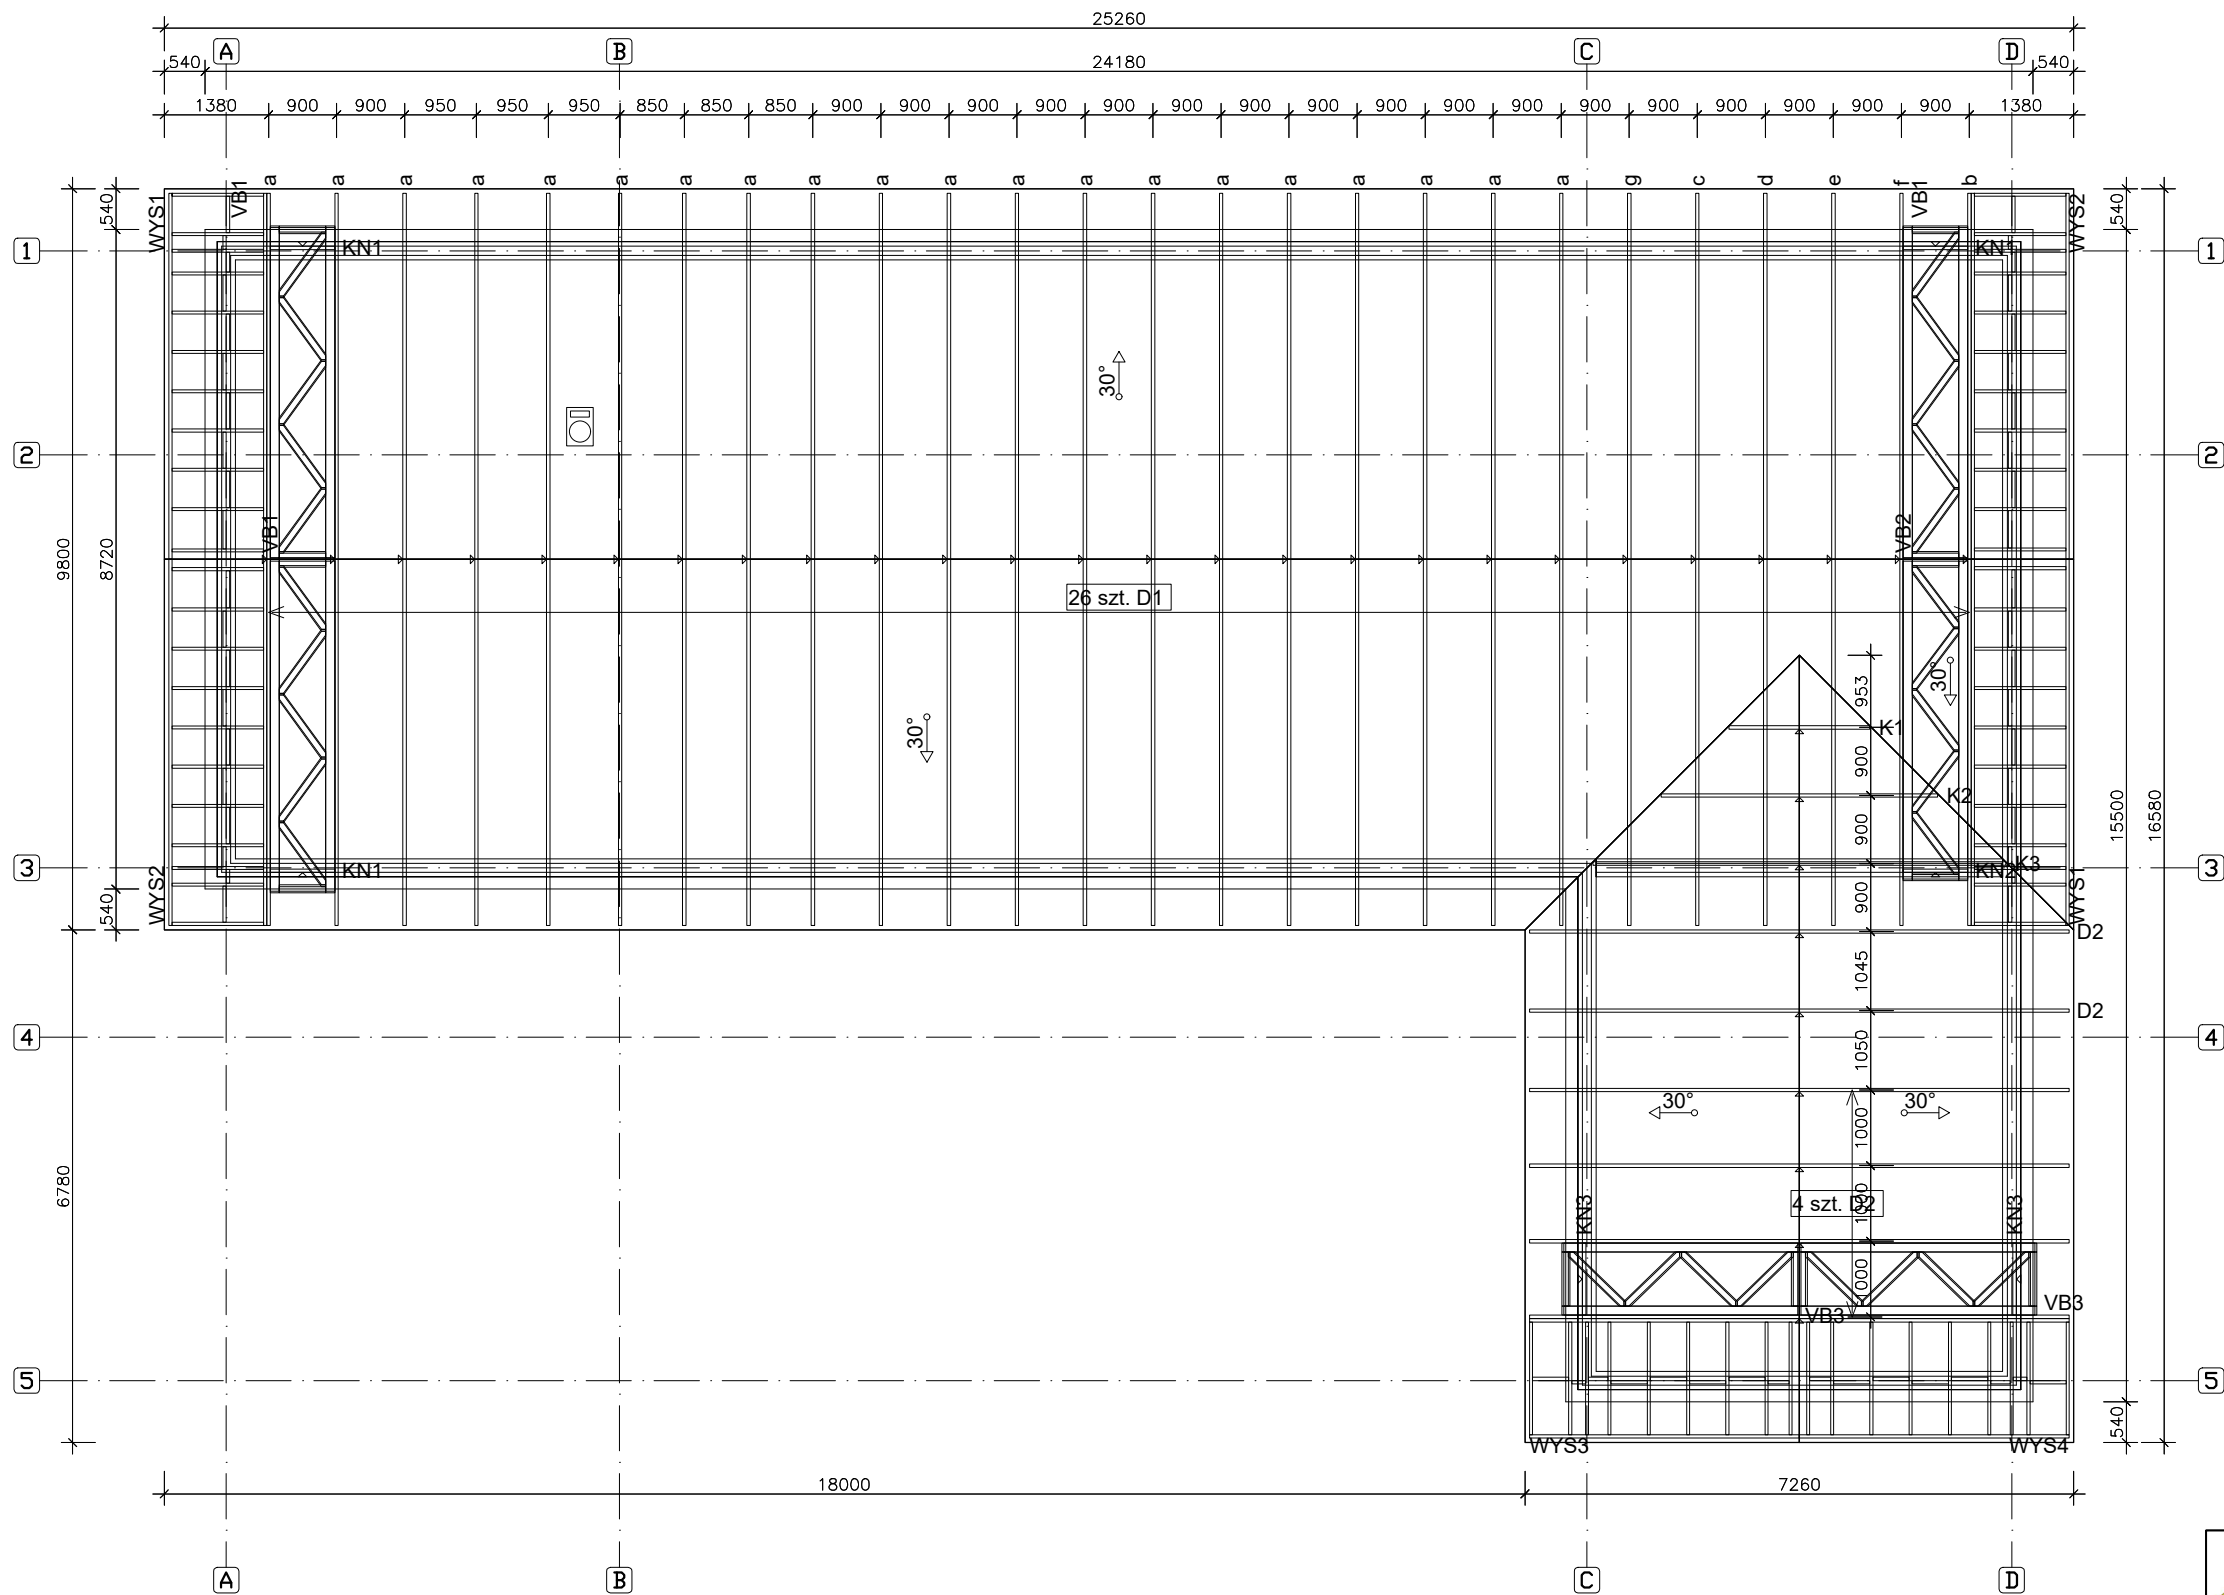 25260
A B C D
540 24180 540
1380 900 900 950 950 950 850 850 850 900 900 900 900 900 900 900 900 900 900 900 900 900 900 900 900 900 1380
a a a a a a a a a a a a a a a a a a a a g c d e f b
WYS1 VB1 VB1 WYS2
540 540
1 KN1 KN1 1
30°
2 2
VB1 VB2
9800 8720
26 szt. D1
30° 30°
953
K1
900
K2
900
15500 16580
3 KN1 KN2 K3 3
WYS2 WYS1
540 900
D2
1045
D2
4 4
1050
30° 30°
1000
6780
4 szt. D2
1000
KN3 KN3
1000
VB3 VB3
5 5
540
WYS3 WYS4
18000 7260
A B C D